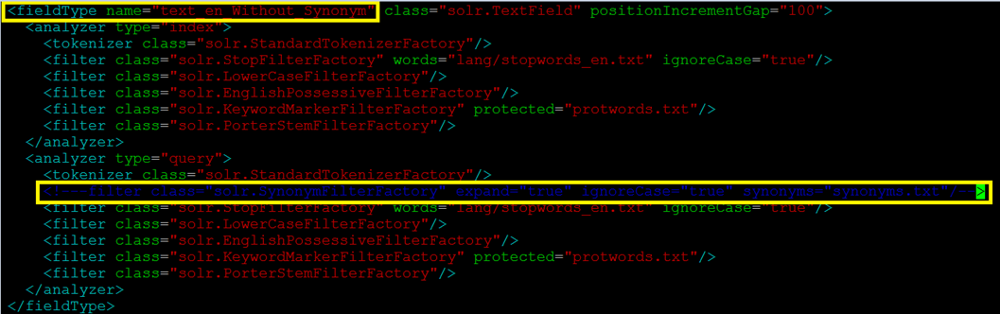 <fieldType name="text_en_Without_Synonym" class="solr.TextField" positionIncrementGap="100">
<analyzer type="index">
<tokenizer class="solr.StandardTokenizerFactory"/>
<filter class="solr.StopFilterFactory" words="lang/stopwords_en.txt" ignoreCase="true"/>
<filter class="solr.LowerCaseFilterFactory"/>
<filter class="solr.EnglishPossessiveFilterFactory"/>
<filter class="solr.KeywordMarkerFilterFactory" protected="protwords.txt"/>
<filter class="solr.PorterStemFilterFactory"/>
</analyzer>
<analyzer type="query">
<tokenizer class="solr.StandardTokenizerFactory"/>
<!---filter class="solr.SynonymFilterFactory" expand="true" ignoreCase="true" synonyms="synonyms.txt"/-->
<filter class="solr.StopFilterFactory" words="lang/stopwords_en.txt" ignoreCase="true"/>
<filter class="solr.LowerCaseFilterFactory"/>
<filter class="solr.EnglishPossessiveFilterFactory"/>
<filter class="solr.KeywordMarkerFilterFactory" protected="protwords.txt"/>
<filter class="solr.PorterStemFilterFactory"/>
</analyzer>
</fieldType>